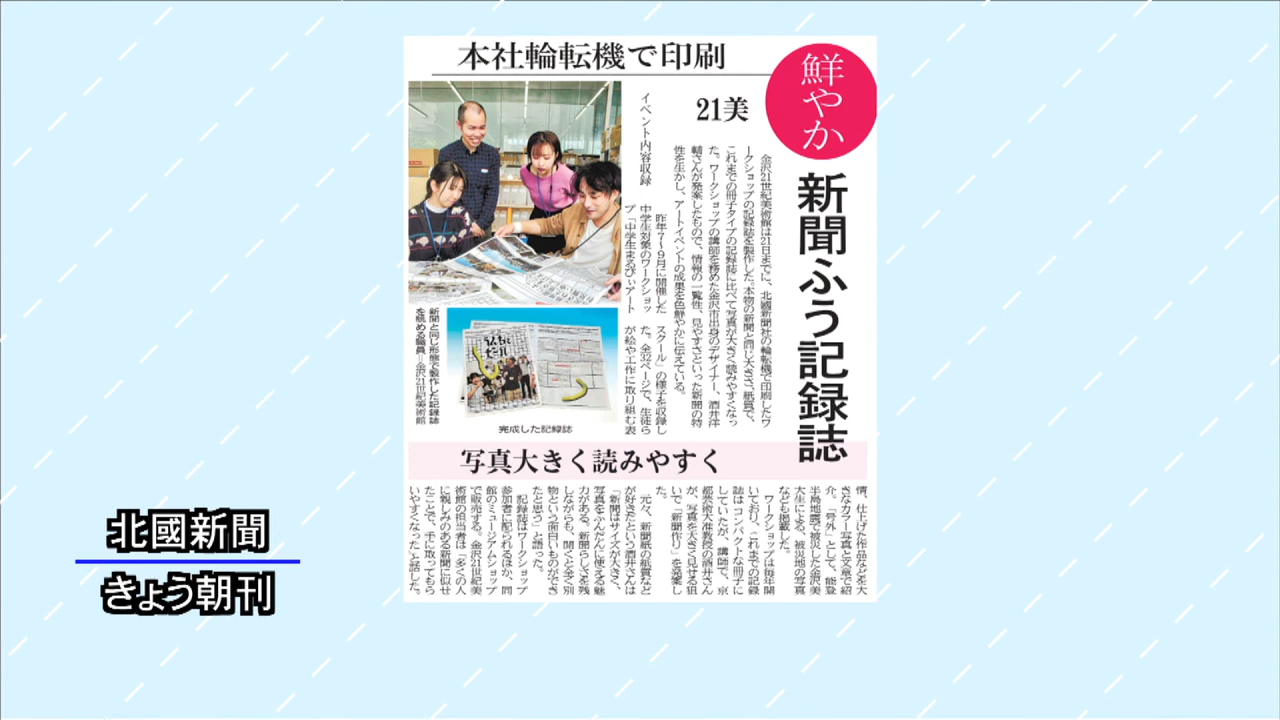 本社輪転機で印刷
鮮やか
新聞ふう記録誌
21美
イベント内容収録
金沢21世紀美術館は21日までに、北國新聞社の輪転機で印刷したワ
ークショップの記録誌を製作した。本物の新聞と同じ大きさ、紙質で、
これまでの冊子タイプの記録誌に比べて写真が大きく読みやすくなっ
た。ワークショップの講師を務めた金沢市出身のデザイナー、酒井洋
輔さんが発案したもので、情報の一覧性、見やすさといった新聞の特
性を生かし、アートイベントの成果を色鮮やかに伝えている。
昨年7~9月に開催した
中学生対象のワークショッ
プ「中学生まるびぃアート
スクール」の様子を収録し
た。全32ページで、生徒ら
が絵や工作に取り組む表
新聞と同じ形態で製作した記録誌
を眺める職員=金沢21世紀美術館
完成した記録誌
写真大きく読みやすく
情、仕上げた作品などを大
きなカラー写真と文章で紹
介。「号外」として、能登
半島地震で被災した金沢美
大生による、被災地の写真
なども掲載した。
ワークショップは毎年開
いており、これまでの記録
誌はコンパクトな冊子に
していたが、講師で、京
都芸術大准教授の酒井さん
が、写真を大きく見せる狙
いで「新聞作り」を発案し
た。
元々、新聞紙の紙質など
が好きだという酒井さんは
「新聞はサイズが大きく、
写真をふんだんに使える魅
力がある。新聞らしさを残
しながらも、開くと全く別
物という面白いものができ
たと思う」と語った。
記録誌はワークショップ
参加者に配られるほか、同
館のミュージアムショップ
で販売する。金沢21世紀美
術館の担当者は「多くの人
に親しみのある新聞に似せ
たことで、手に取ってもら
いやすくなった」と話した。
北國新聞
きょう朝刊